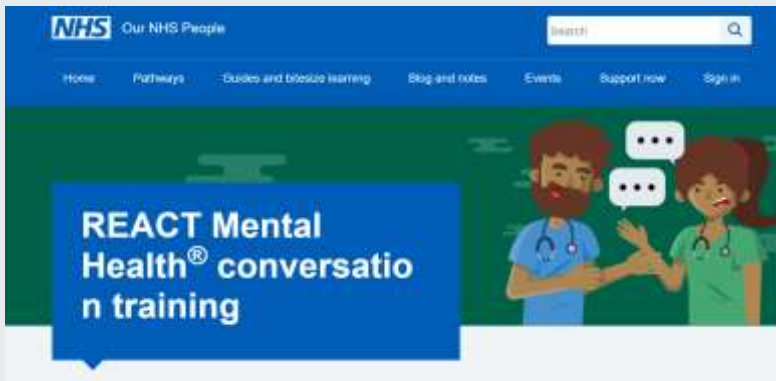 NHS Our NHS People
Search
Home Pathways Guides and bitesize learning Blog and notes Events Support now Sign in
REACT Mental
Health® conversatio
n training